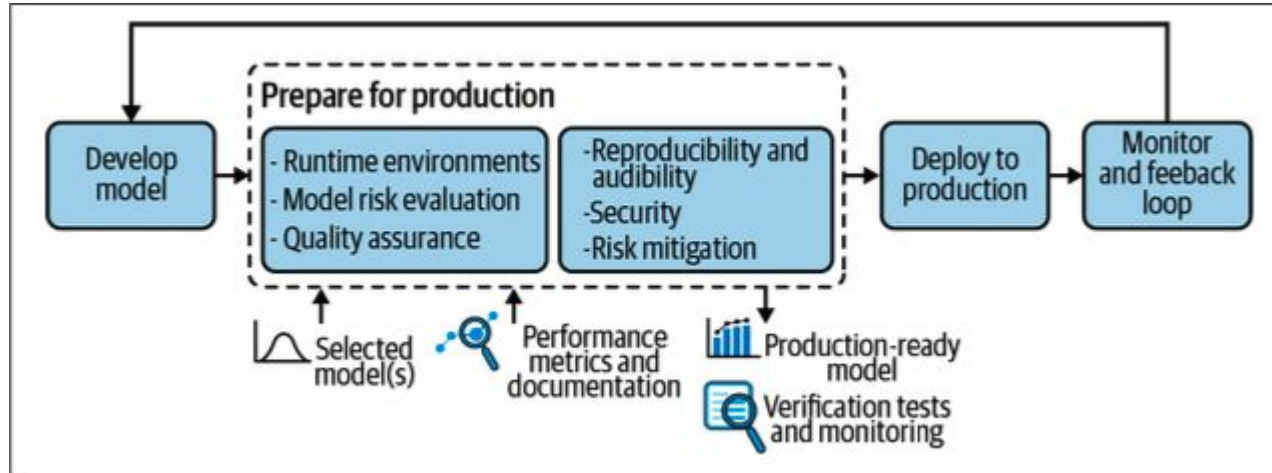 Prepare for production
Develop
model
- Runtime environments
- Model risk evaluation
- Quality assurance
-Reproducibility and
audibility
-Security
-Risk mitigation
Deploy to
production
Monitor
and feeback
loop
Selected
model(s)
Performance
metrics and
documentation
Production-ready
model
Verification tests
and monitoring